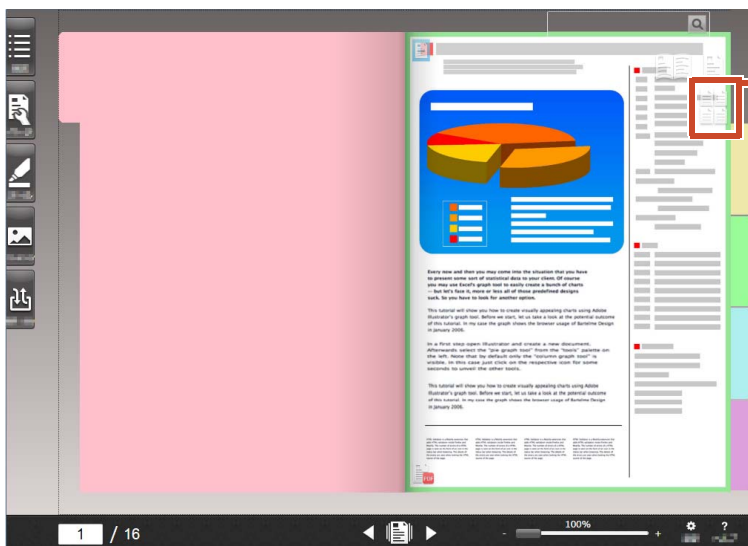 Every now and then you may come into the situation that you have
to present some sort of statistical data to your client. Of course
you may use Excel's graph tool to easily create a bunch of charts
— but let's face it, more or less all of those predefined designs
suck. So you have to look for another option.
This tutorial will show you how to create visually appearing charts using Adobe
Illustrator's graph tool. Before we start, let us take a look at the potential outcome
of this tutorial. In my case the graph shows the browser usage of Barteline Design
in January 2008.
In a first step open Illustrator and create a new document.
Afterwards select the "pie graph tool" from the "tools" palette on
the left. Note that by default only the "column graph tool" is
visible. In this case just click on the respective icon for some
seconds to unveil the other tools.
This tutorial will show you how to create visually appealing charts using Adobe
Illustrator's graph tool. Before we start, let us take a look at the potential outcome
of this tutorial. In my case the graph shows the browser usage of Barteline Design
in January 2008.
PDF
1 / 16
- 100% +
?